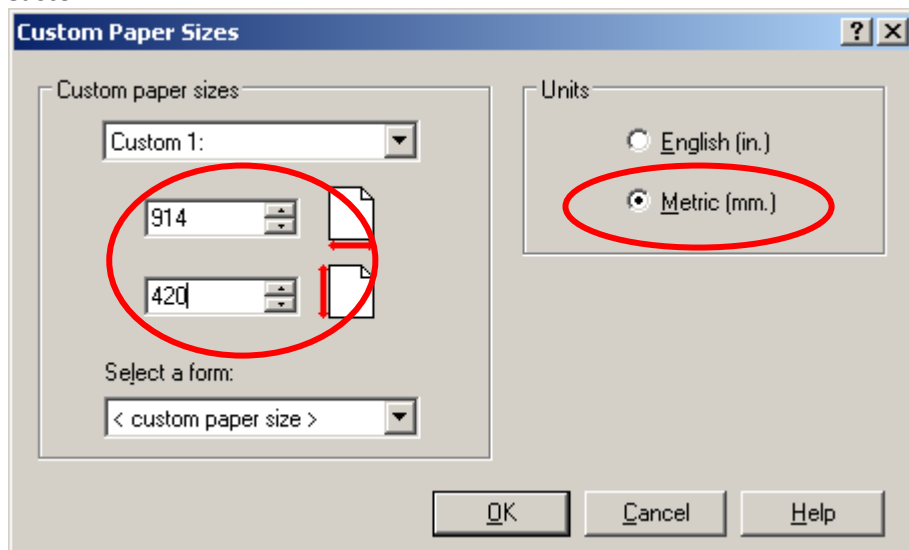 Custom Paper Sizes
Custom paper sizes
Custom 1:
914
420
Select a form:
< custom paper size >
Units
English (in.)
Metric (mm.)
OK
Cancel
Help